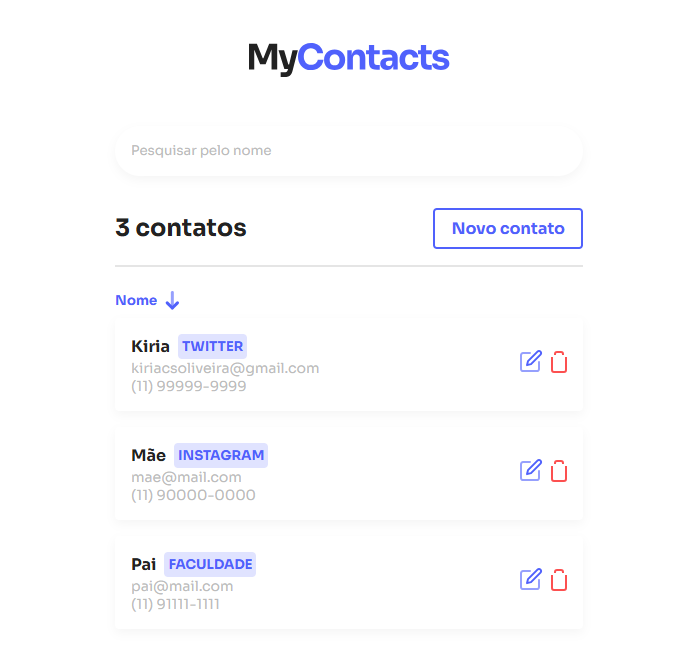 MyContacts
Pesquisar pelo nome
3 contatos
Novo contato
Nome
Kiria TWITTER
kiriacsoliveira@gmail.com
(11) 99999-9999
Mãe INSTAGRAM
mae@mail.com
(11) 90000-0000
Pai FACULDADE
pai@mail.com
(11) 91111-1111